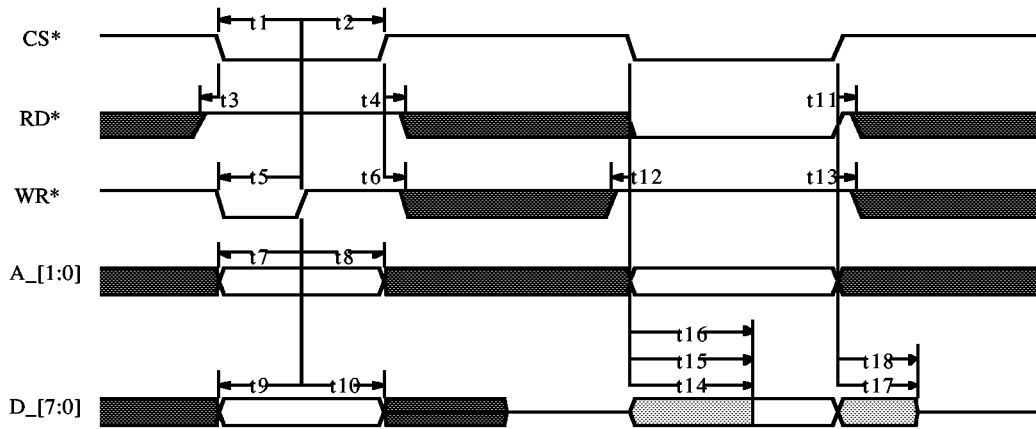 t1 t2
CS*
t3 t4 t11
RD*
t5 t6 t12 t13
WR*
t7 t8
A_[1:0]
t16
t15 t18
t9 t10 t14 t17
D_[7:0]